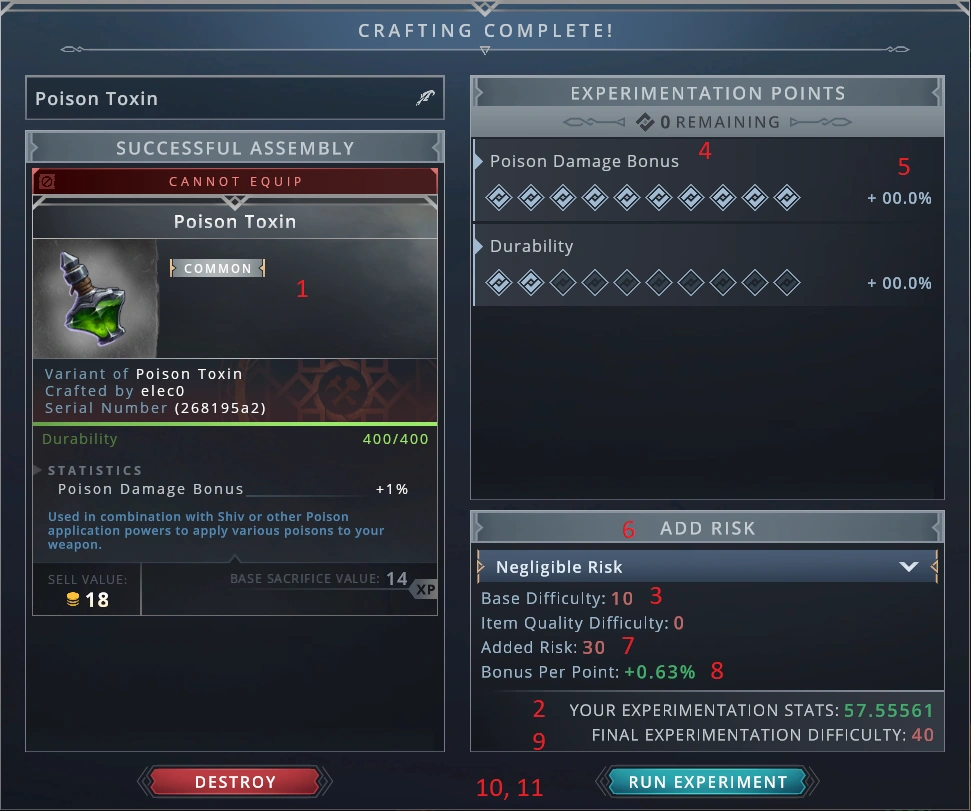 CRAFTING COMPLETE!
Poison Toxin
SUCCESSFUL ASSEMBLY
CANNOT EQUIP
Poison Toxin
COMMON
1
Variant of Poison Toxin
Crafted by elec0
Serial Number (268195a2)
Durability 400/400
STATISTICS
Poison Damage Bonus +1%
Used in combination with Shiv or other Poison
application powers to apply various poisons to your
weapon.
SELL VALUE:
18
BASE SACRIFICE VALUE: 14 XP
DESTROY
EXPERIMENTATION POINTS
0 REMAINING
Poison Damage Bonus 4
5
+ 00.0%
Durability
+ 00.0%
6 ADD RISK
Negligible Risk
Base Difficulty: 10 3
Item Quality Difficulty: 0
Added Risk: 30 7
Bonus Per Point: +0.63% 8
2 YOUR EXPERIMENTATION STATS: 57.55561
9 FINAL EXPERIMENTATION DIFFICULTY: 40
10, 11
RUN EXPERIMENT